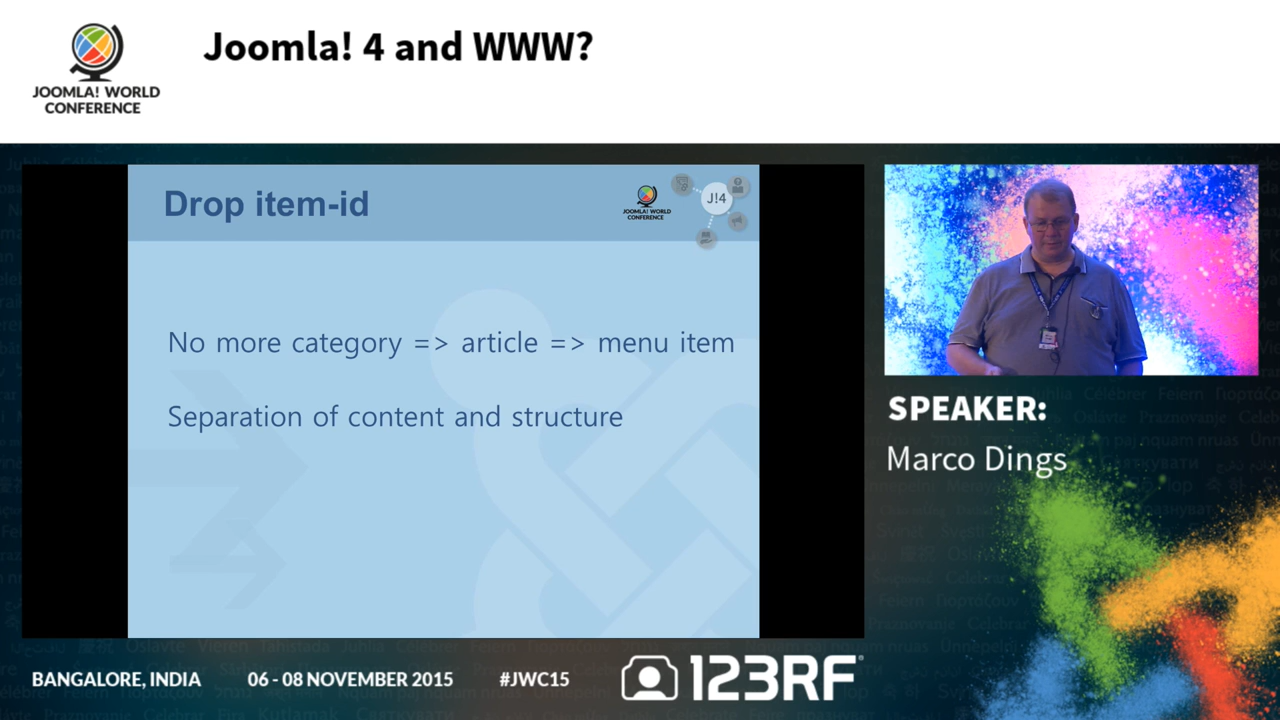 Joomla! 4 and WWW?
JOOMLA! WORLD
CONFERENCE
Drop item-id
JOOMLA! WORLD
CONFERENCE
J!4
No more category => article => menu item
Separation of content and structure
SPEAKER:
Marco Dings
BANGALORE, INDIA
06 - 08 NOVEMBER 2015
#JWC15
123RF